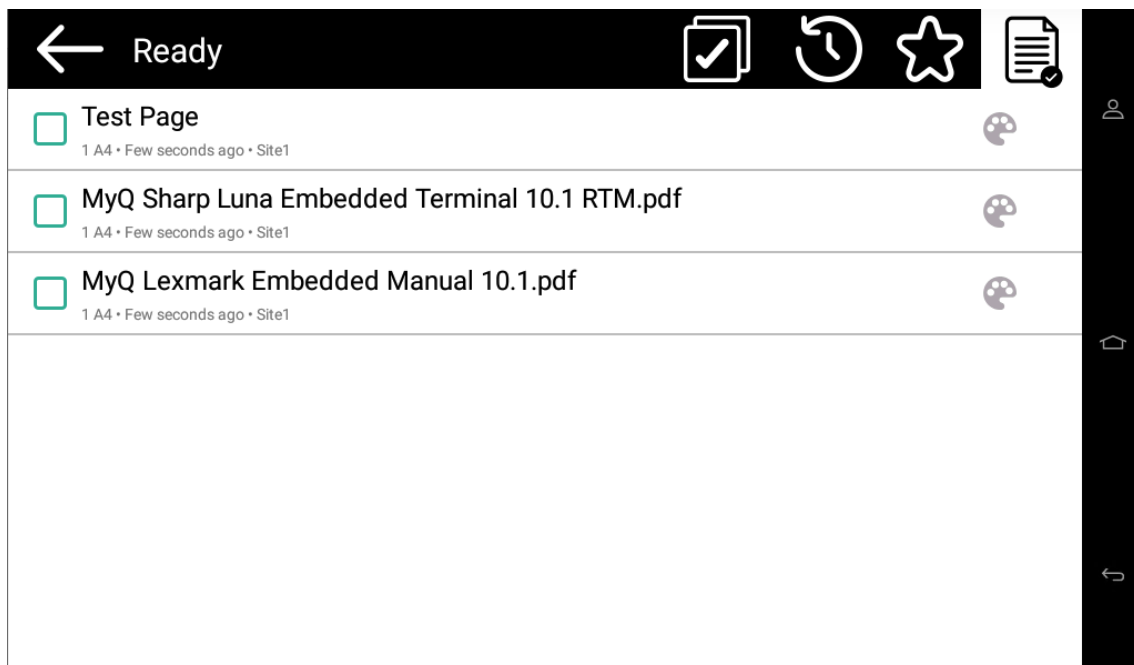 Ready
Test Page
1 A4 • Few seconds ago • Site1
MyQ Sharp Luna Embedded Terminal 10.1 RTM.pdf
1 A4 • Few seconds ago • Site1
MyQ Lexmark Embedded Manual 10.1.pdf
1 A4 • Few seconds ago • Site1